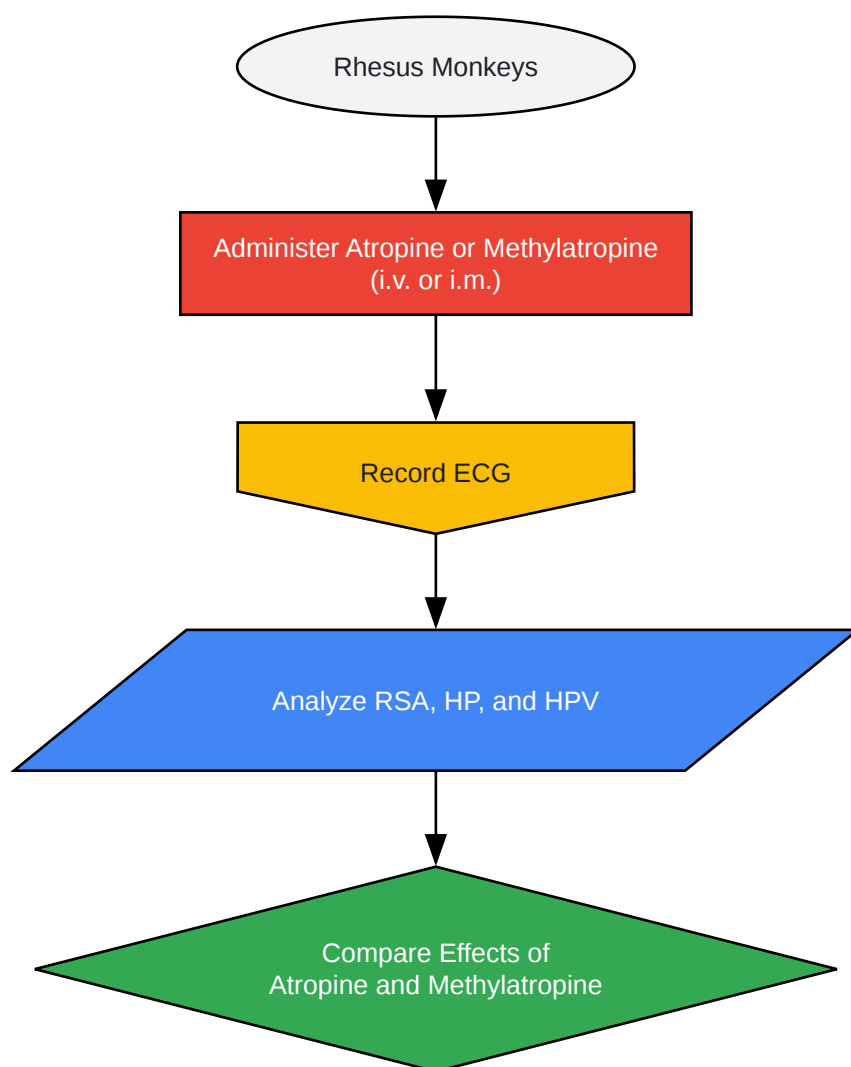 Rhesus Monkeys
Administer Atropine or Methylatropine
(i.v. or i.m.)
Record ECG
Analyze RSA, HP, and HPV
Compare Effects of
Atropine and Methylatropine